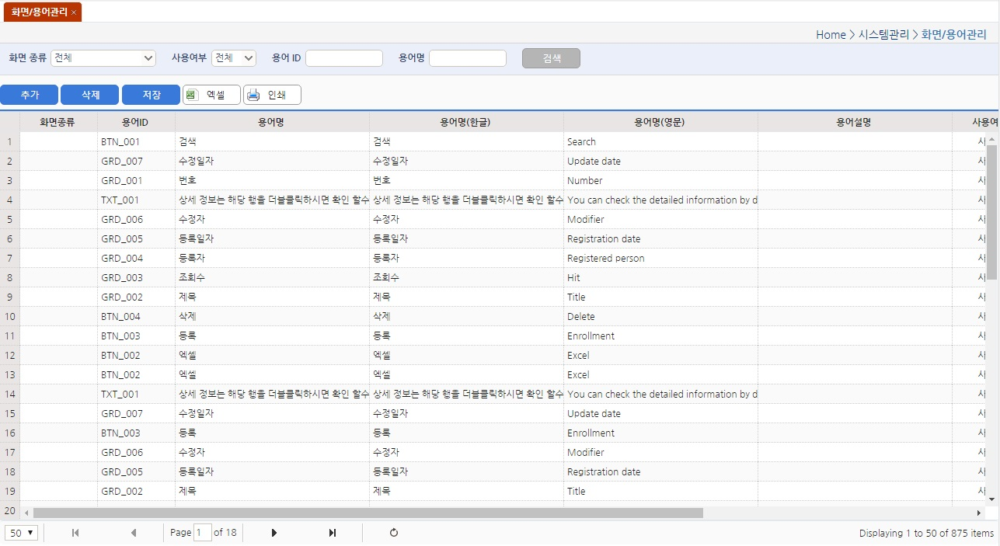 화면/용어관리 ×
Home > 시스템관리 > 화면/용어관리
화면 종류 전체 사용여부 전체 용어 ID 용어명 검색
추가 삭제 저장 엑셀 인쇄
화면종류 용어ID 용어명 용어명(한글) 용어명(영문) 용어설명 사용여
1 BTN_001 검색 검색 Search 사
2 GRD_007 수정일자 수정일자 Update date 사
3 GRD_001 번호 번호 Number 사
4 TXT_001 상세 정보는 해당 행을 더블클릭하시면 확인 할수 상세 정보는 해당 행을 더블클릭하시면 확인 할수 You can check the detailed information by d 사
5 GRD_006 수정자 수정자 Modifier 사
6 GRD_005 등록일자 등록일자 Registration date 사
7 GRD_004 등록자 등록자 Registered person 사
8 GRD_003 조회수 조회수 Hit 사
9 GRD_002 제목 제목 Title 사
10 BTN_004 삭제 삭제 Delete 사
11 BTN_003 등록 등록 Enrollment 사
12 BTN_002 엑셀 엑셀 Excel 사
13 BTN_002 엑셀 엑셀 Excel 사
14 TXT_001 상세 정보는 해당 행을 더블클릭하시면 확인 할수 상세 정보는 해당 행을 더블클릭하시면 확인 할수 You can check the detailed information by d 사
15 GRD_007 수정일자 수정일자 Update date 사
16 BTN_003 등록 등록 Enrollment 사
17 GRD_006 수정자 수정자 Modifier 사
18 GRD_005 등록일자 등록일자 Registration date 사
19 GRD_002 제목 제목 Title 사
20
50 Page 1 of 18 Displaying 1 to 50 of 875 items